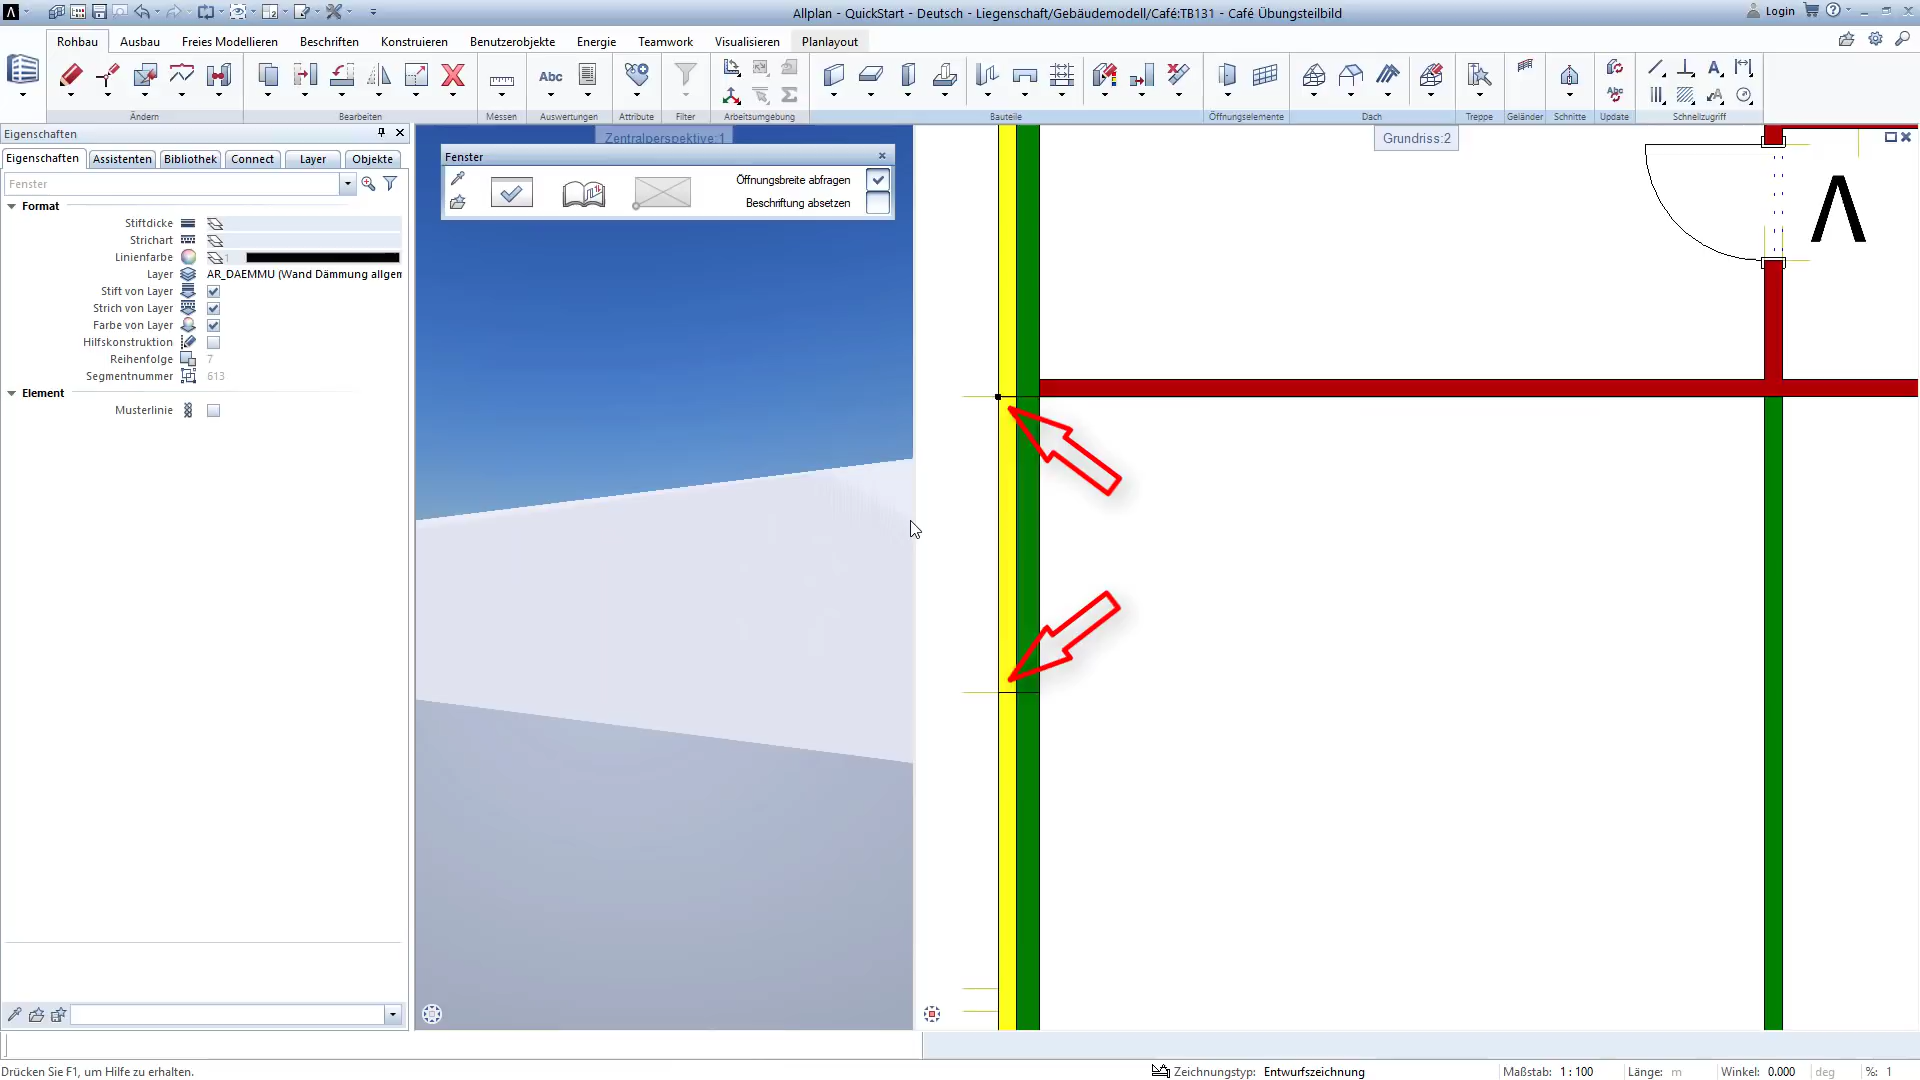 Allplan - QuickStart - Deutsch - Liegenschaft/Gebäudemodell/Café:TB131 - Café Übungsteilbild
Login
Rohbau
Ausbau
Freies Modellieren
Beschriften
Konstruieren
Benutzerobjekte
Energie
Teamwork
Visualisieren
Planlayout
Abc
Abc
Ändern
Bearbeiten
Messen
Auswertungen
Attribute
Filter
Arbeitsumgebung
Bauteile
Öffnungselemente
Dach
Treppe
Geländer
Schnitte
Update
Schnellzugriff
Eigenschaften
Eigenschaften
Assistenten
Bibliothek
Connect
Layer
Objekte
Fenster
Format
Stiftdicke
Strichart
Linienfarbe 1
Layer AR_DAEMMU (Wand Dämmung allgem
Stift von Layer
Strich von Layer
Farbe von Layer
Hilfskonstruktion
Reihenfolge 7
Segmentnummer 613
Element
Musterlinie
Zentralperspektive:1
Fenster
Öffnungsbreite abfragen
Beschriftung absetzen
Grundriss:2
Drücken Sie F1, um Hilfe zu erhalten.
Zeichnungstyp: Entwurfszeichnung
Maßstab: 1 : 100
Länge: m
Winkel: 0.000 deg
%: 1